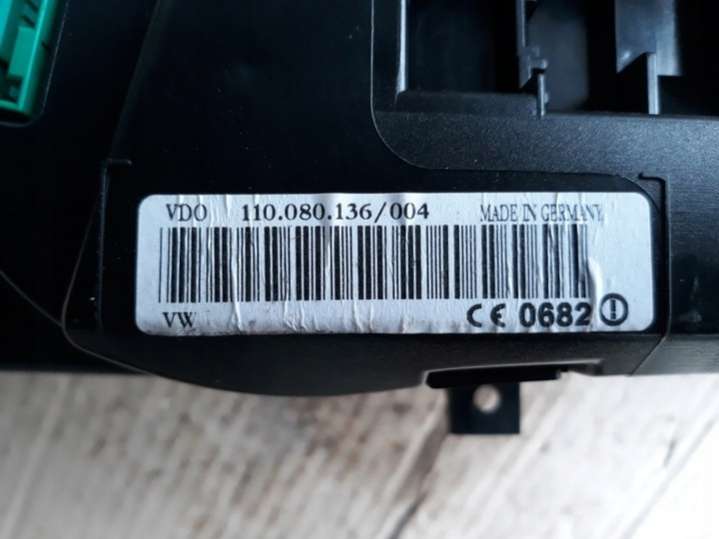 VDO 110.080.136/004 MADE IN GERMANY
VW CE 0682